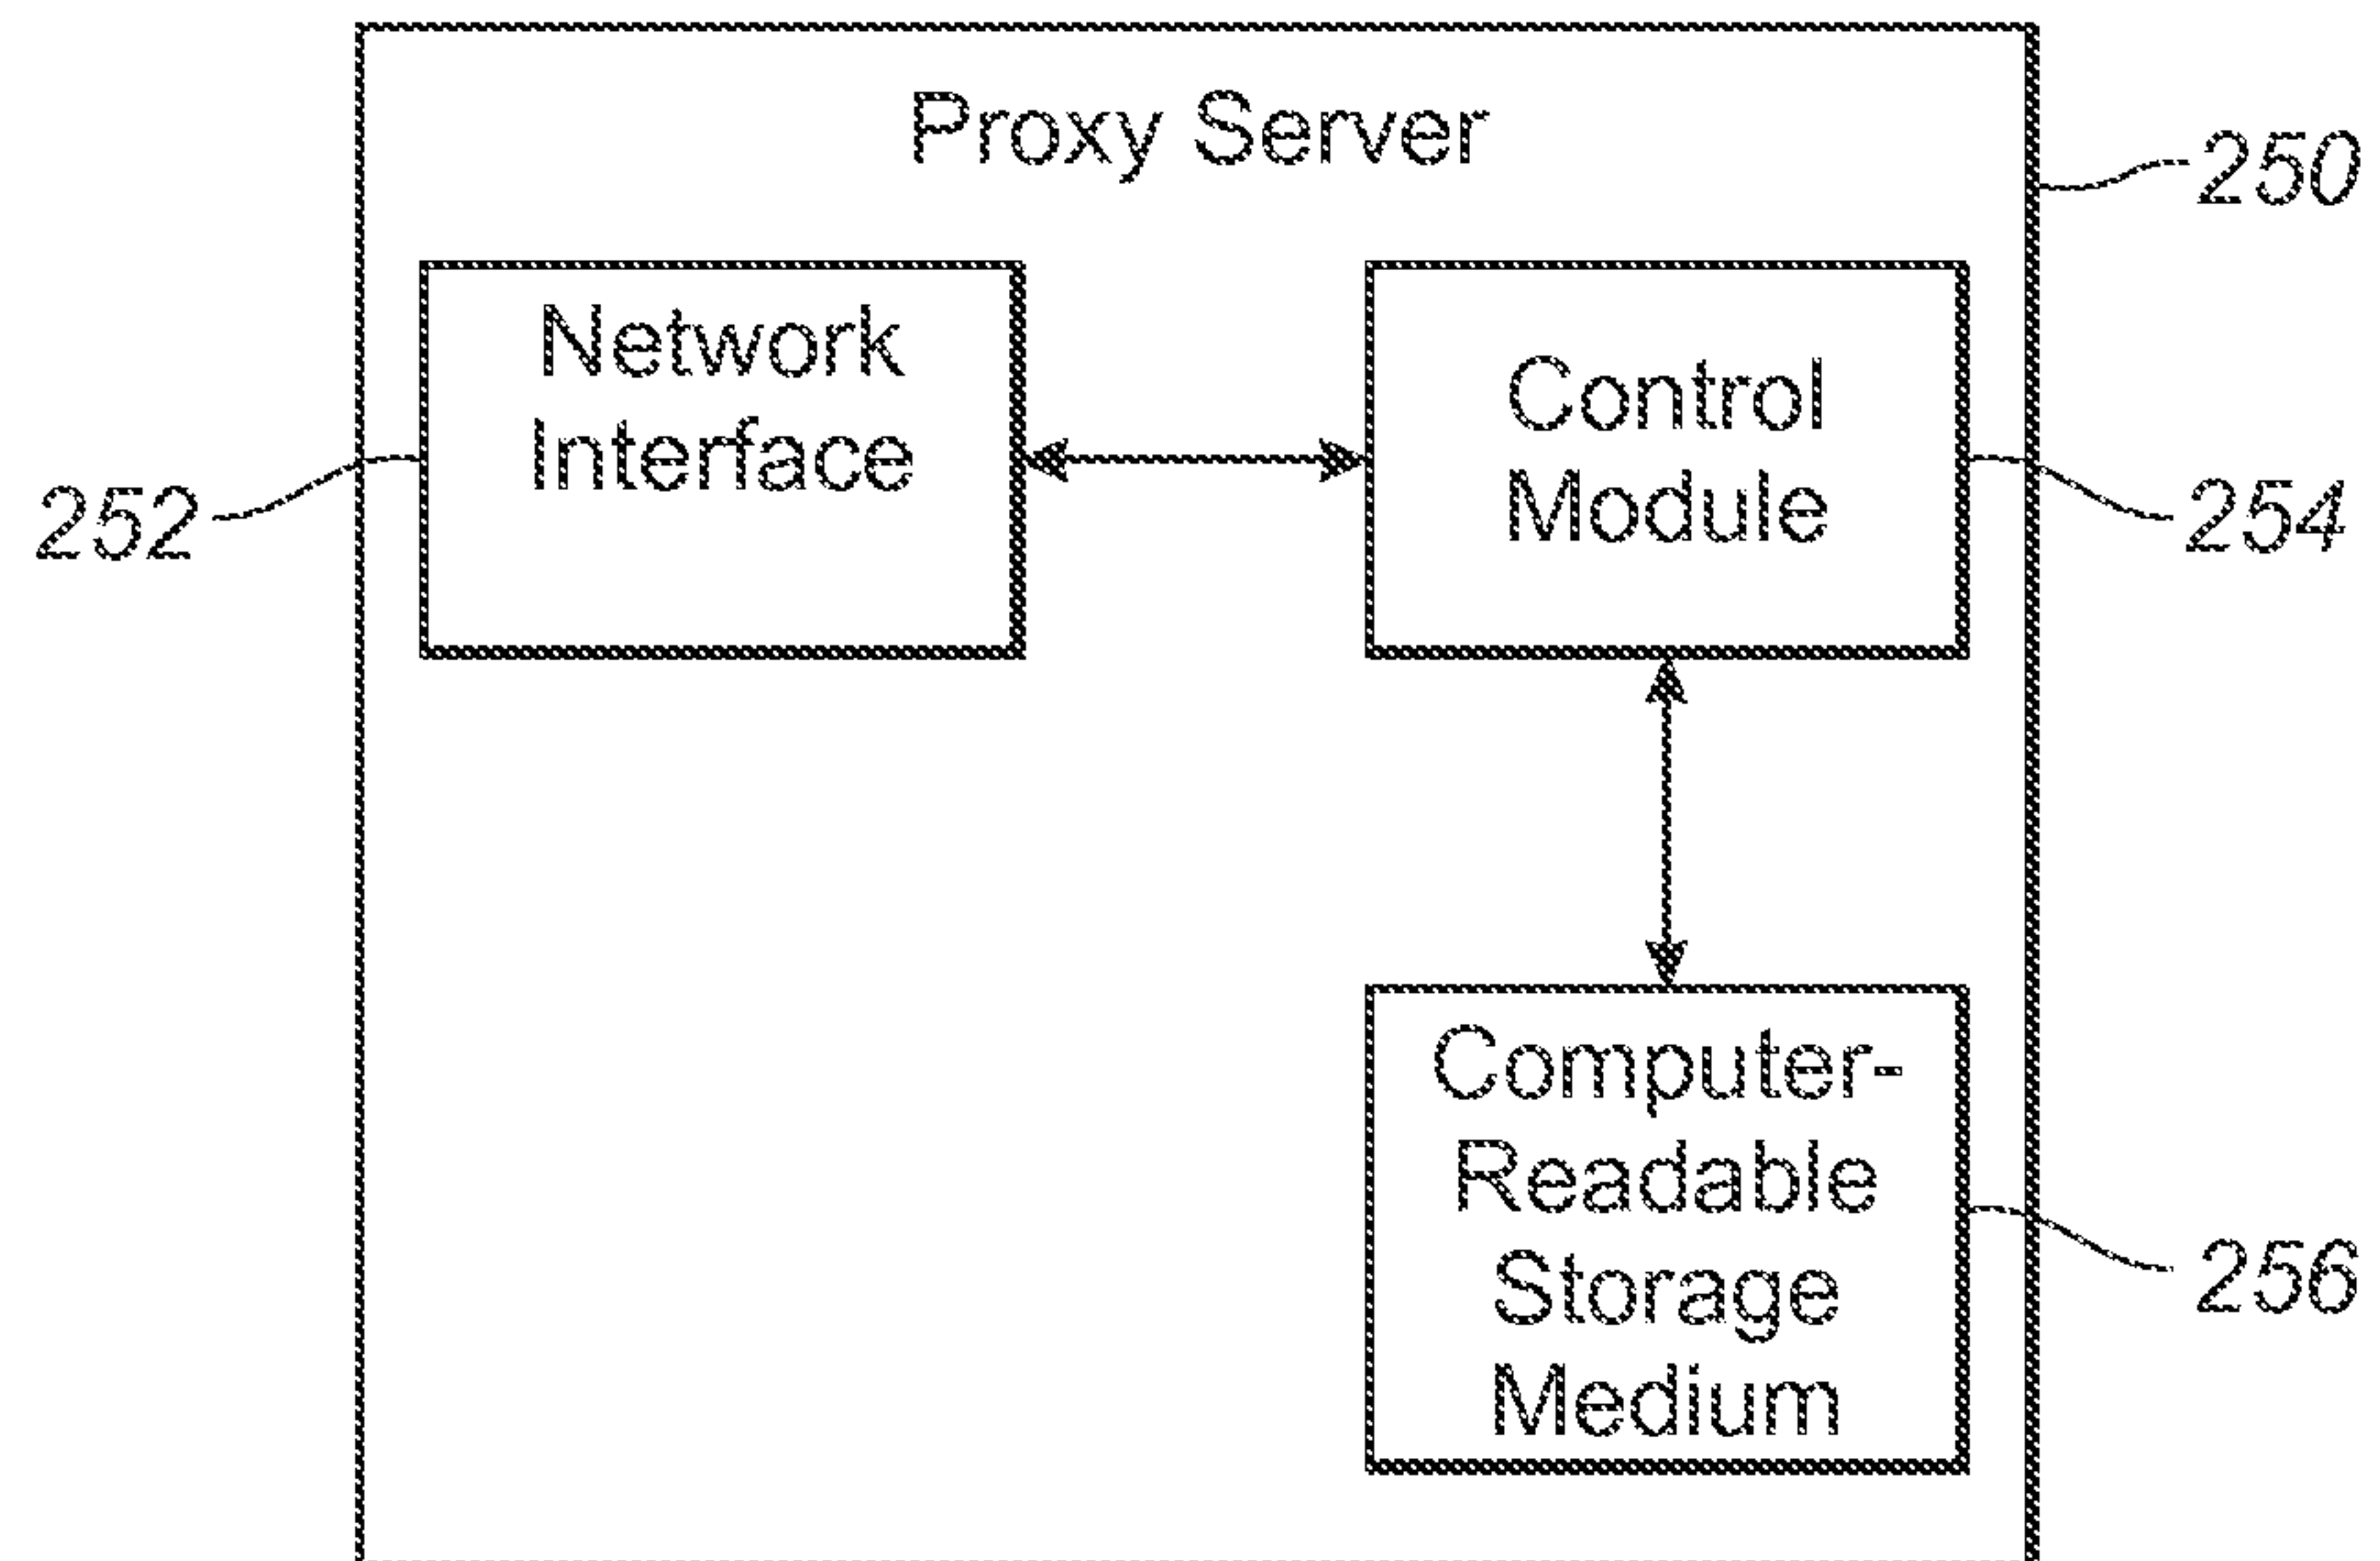 Proxy Server
250
Network
Interface
252
Control
Module
254
Computer-
Readable
Storage
Medium
256